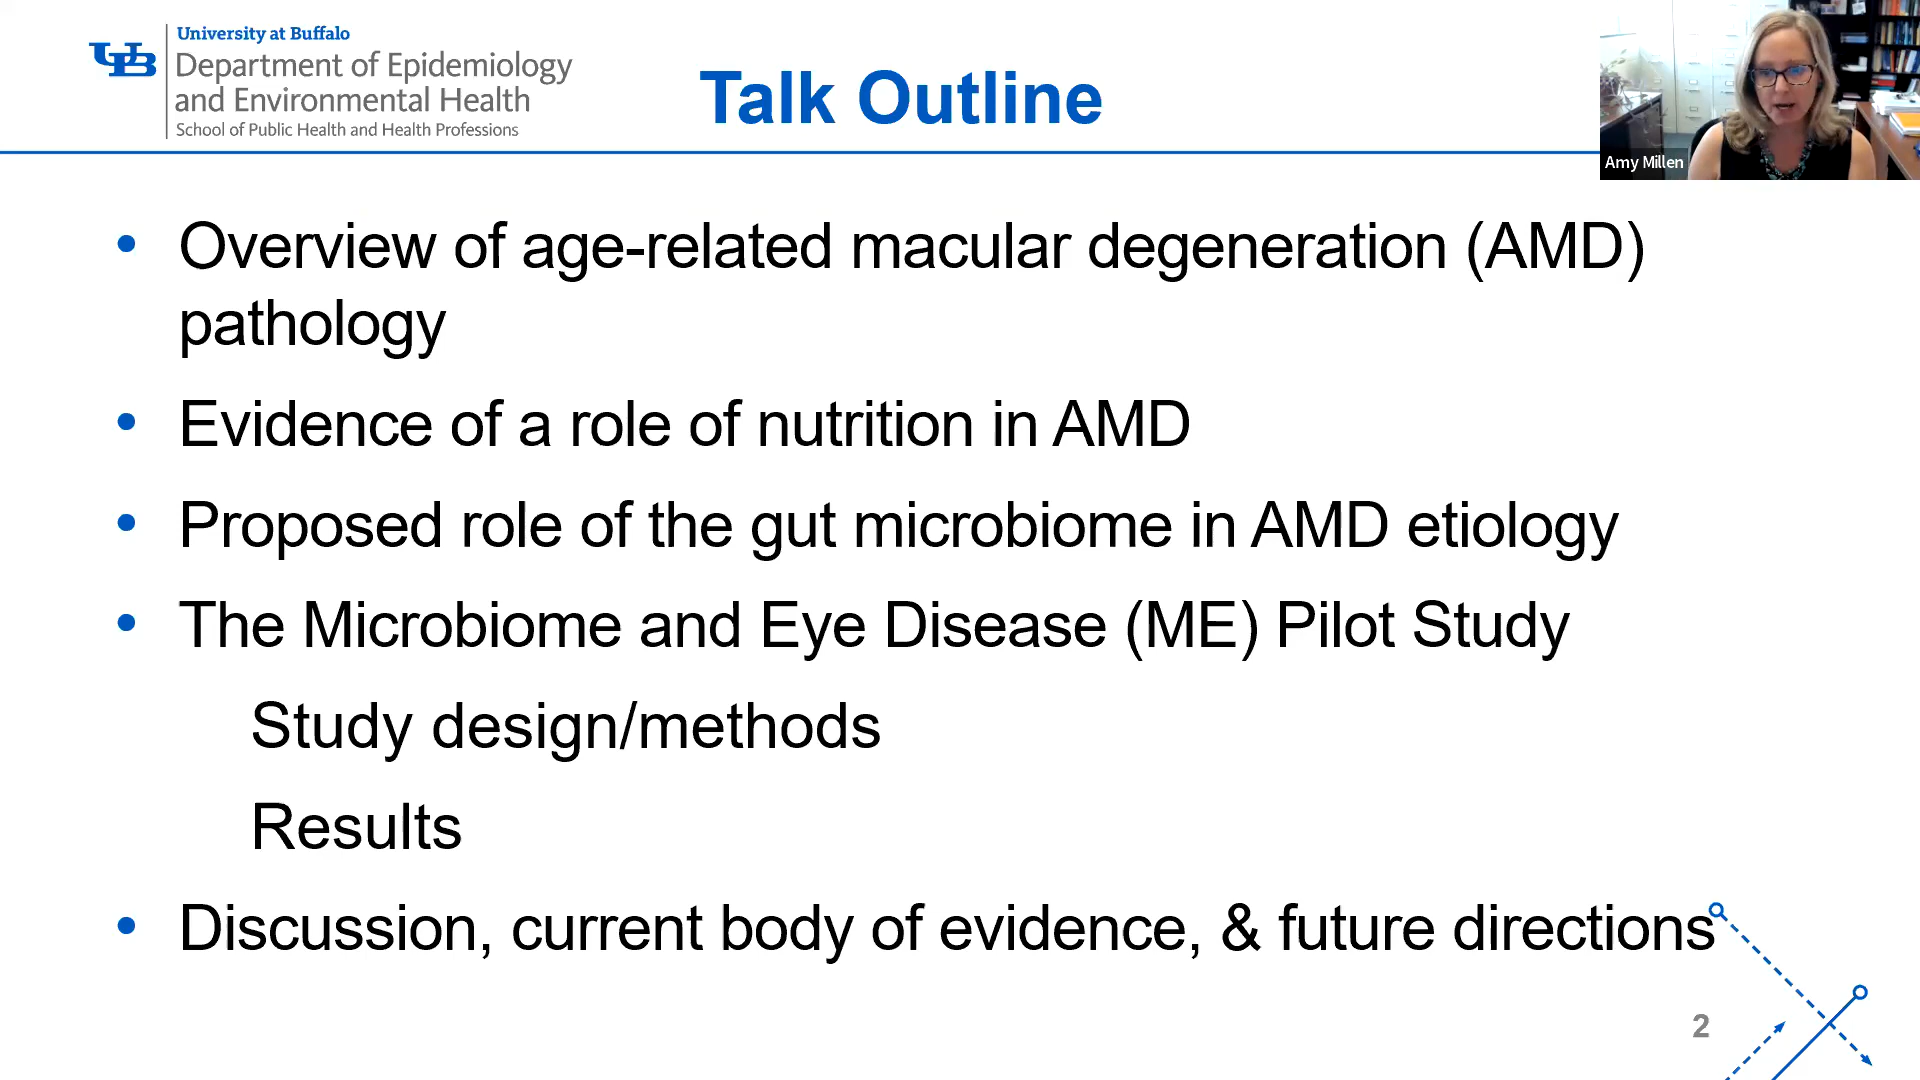 University at Buffalo
Department of Epidemiology
and Environmental Health
School of Public Health and Health Professions
Talk Outline
Amy Millen
• Overview of age-related macular degeneration (AMD)
pathology
• Evidence of a role of nutrition in AMD
• Proposed role of the gut microbiome in AMD etiology
• The Microbiome and Eye Disease (ME) Pilot Study
Study design/methods
Results
• Discussion, current body of evidence, & future directions
2